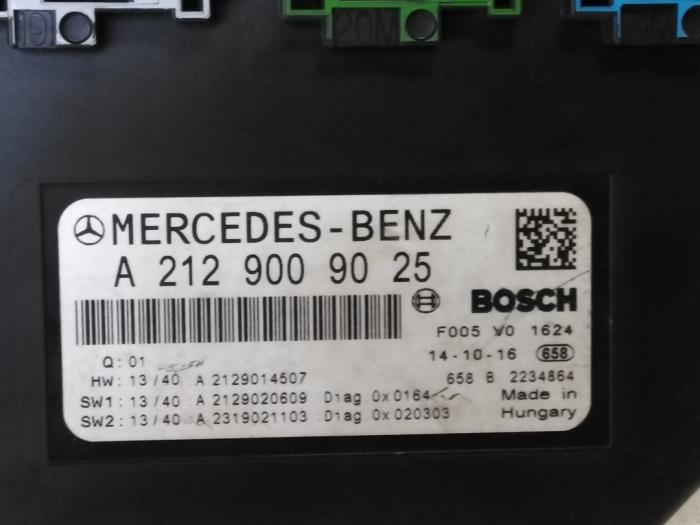 20M
MERCEDES-BENZ
A 212 900 90 25
BOSCH
F005 V0 1624
Q: 01
14-10-16 658
HW: 13/40 A 2129014507
658 B 2234864
SW1: 13/40 A 2129020609 Diag 0x0164
Made in
SW2: 13/40 A 2319021103 Diag 0x020303
Hungary